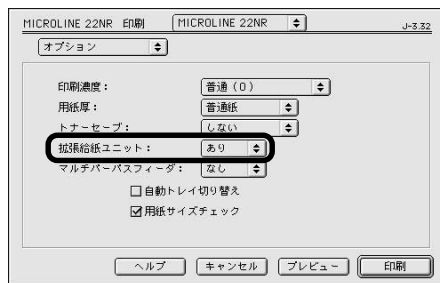 MICROLINE 22NR 印刷 MICROLINE 22NR J-3.32
オプション
印刷濃度： 普通（0）
用紙厚： 普通紙
トナーセーブ： しない
拡張給紙ユニット： あり
マルチパーパスフィーダ： なし
自動トレイ切り替え
用紙サイズチェック
ヘルプ キャンセル プレビュー 印刷